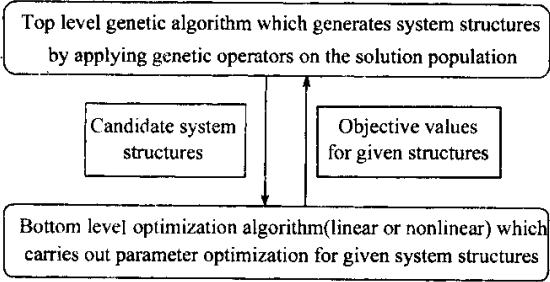 Top level genetic algorithm which generates system structures
by applying genetic operators on the solution population
Candidate system
structures
Objective values
for given structures
Bottom level optimization algorithm(linear or nonlinear) which
carries out parameter optimization for given system structures